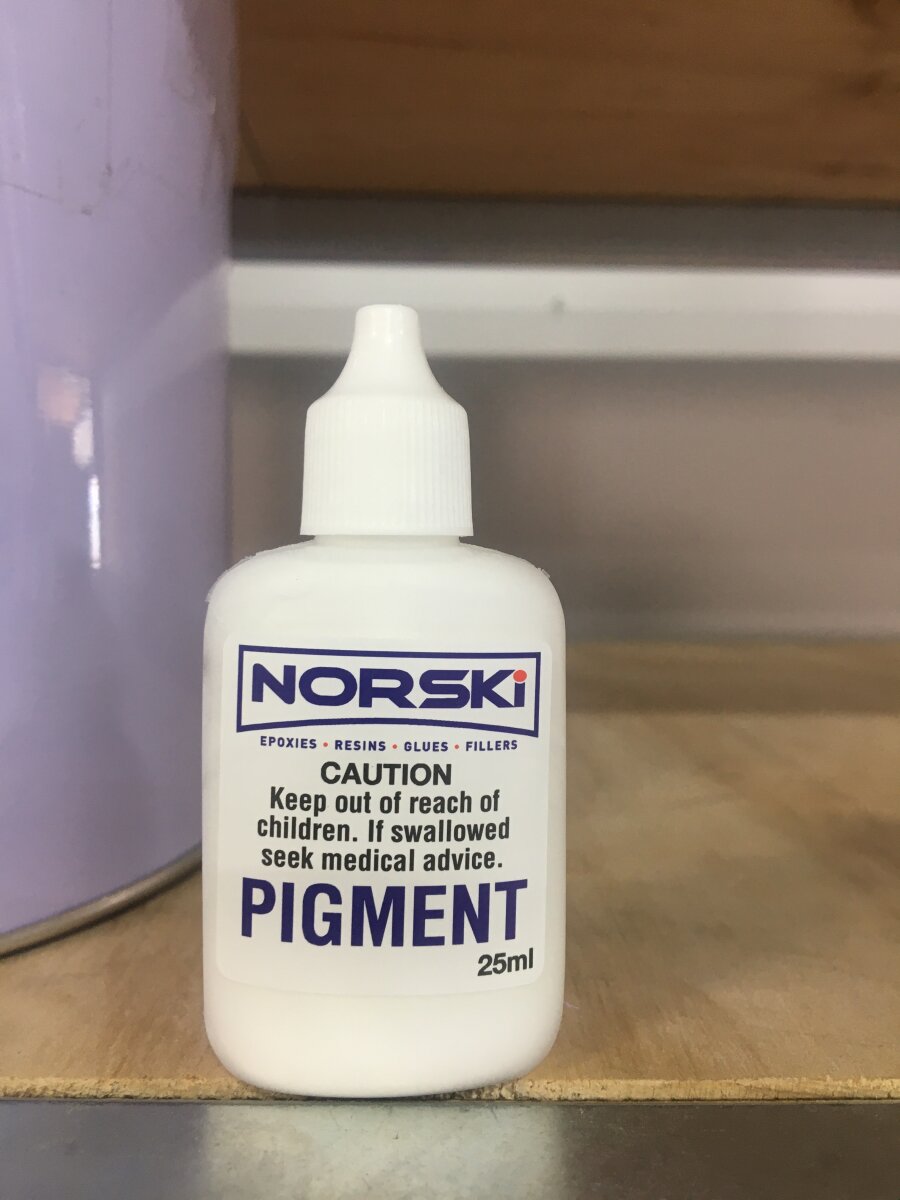 NORSKi
EPOXIES • RESINS • GLUES • FILLERS
CAUTION
Keep out of reach of
children. If swallowed
seek medical advice.
PIGMENT
25ml